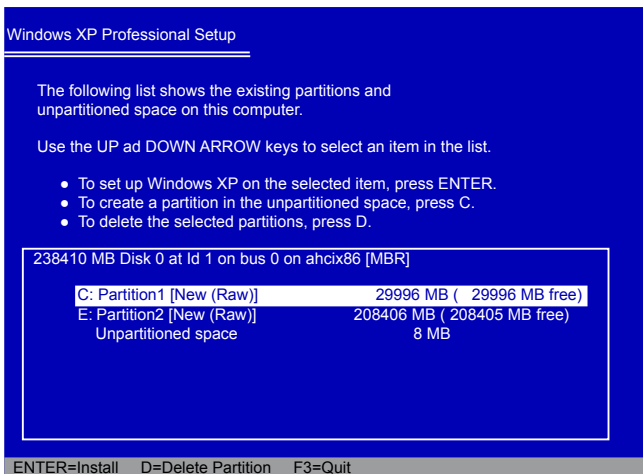 Windows XP Professional Setup
The following list shows the existing partitions and
unpartitioned space on this computer.
Use the UP ad DOWN ARROW keys to select an item in the list.
● To set up Windows XP on the selected item, press ENTER.
● To create a partition in the unpartitioned space, press C.
● To delete the selected partitions, press D.
238410 MB Disk 0 at Id 1 on bus 0 on ahcix86 [MBR]
C: Partition1 [New (Raw)] 29996 MB ( 29996 MB free)
E: Partition2 [New (Raw)] 208406 MB ( 208405 MB free)
Unpartitioned space 8 MB
ENTER=Install D=Delete Partition F3=Quit